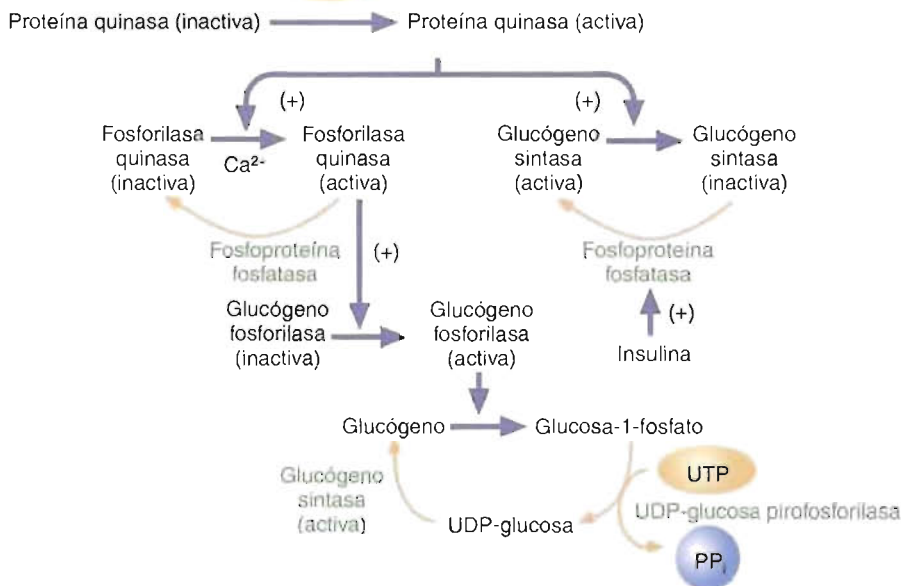 Proteína quinasa (inactiva)
Proteína quinasa (activa)
(+)
(+)
Fosforilasa
quinasa
(inactiva)
Ca²⁻
Fosforilasa
quinasa
(activa)
Glucógeno
sintasa
(activa)
Glucógeno
sintasa
(inactiva)
Fosfoproteína
fosfatasa
(+)
Fosfoproteína
fosfatasa
(+)
Insulina
Glucógeno
fosforilasa
(inactiva)
Glucógeno
fosforilasa
(activa)
Glucógeno
Glucosa-1-fosfato
Glucógeno
sintasa
(activa)
UDP-glucosa
UTP
UDP-glucosa pirofosforilasa
PPᵢ